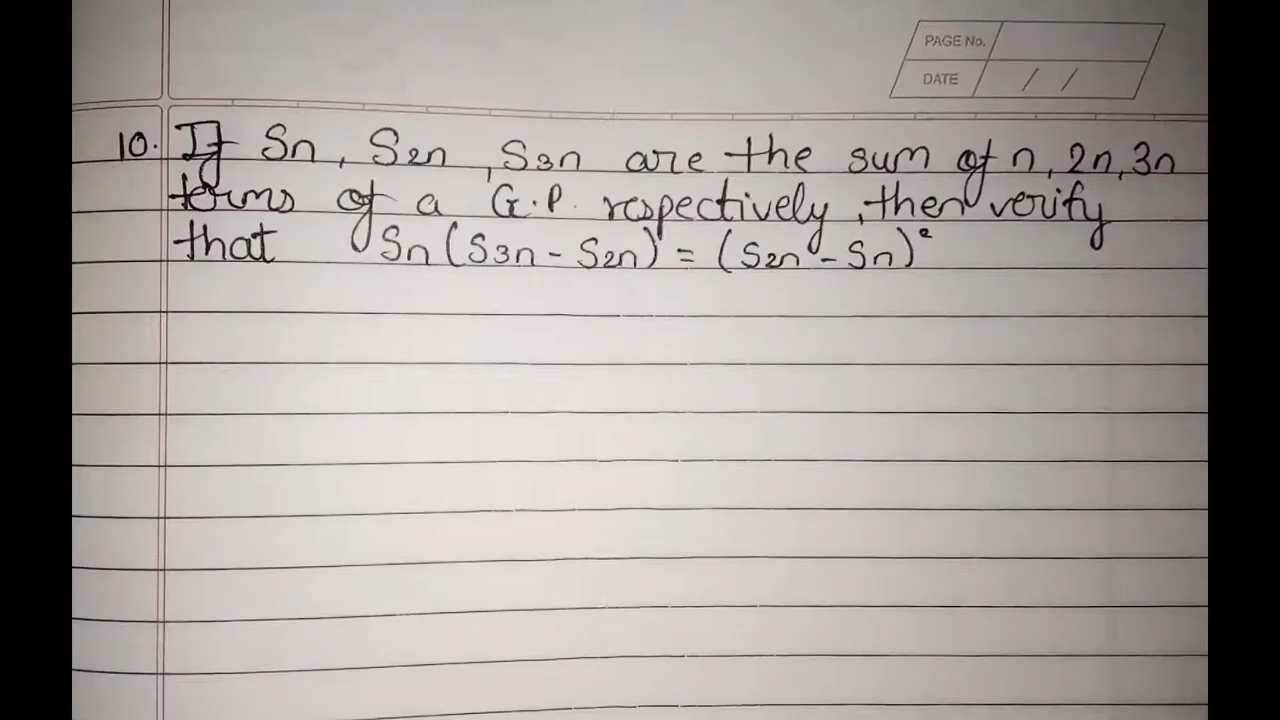 PAGE No.
DATE / /
10. If Sn, S2n, S3n are the sum of n, 2n, 3n
terms of a G.P. respectively, then verify
that Sn(S3n - S2n) = (S2n - Sn)²